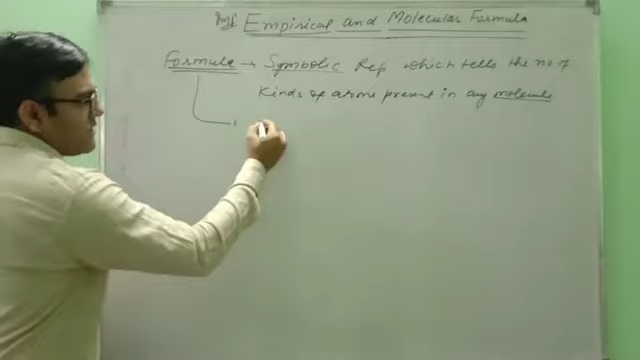 Imp Empirical and Molecular Formula
Formula → Symbolic Rep which tells the no of
Kinds of atoms present in any molecule